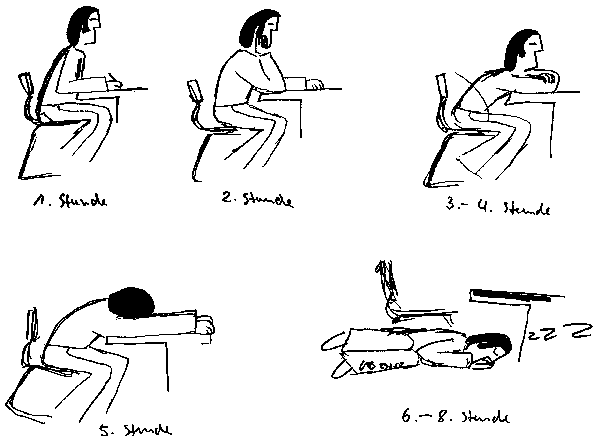 1. Stunde
2. Stunde
3.-4. Stunde
5. Stunde
zZZ
6.-8. Stunde